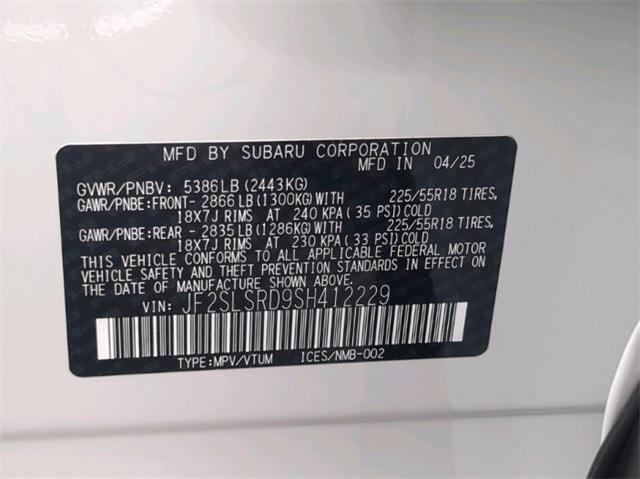 MFD BY SUBARU CORPORATION
MFD IN 04/25
GVWR/PNBV: 5386LB (2443KG)
GAWR/PNBE:FRONT- 2866LB (1300KG)WITH 225/55R18 TIRES,
18X7J RIMS AT 240 KPA (35 PSI)COLD
GAWR/PNBE:REAR - 2835LB (1286KG)WITH 225/55R18 TIRES,
18X7J RIMS AT 230 KPA (33 PSI)COLD
THIS VEHICLE CONFORMS TO ALL APPLICABLE FEDERAL MOTOR
VEHICLE SAFETY AND THEFT PREVENTION STANDARDS IN EFFECT ON
THE DATE OF MANUFACTURE SHOWN ABOVE.
VIN: JF2SLSRD9SH412229
TYPE:MPV/VTUM ICES/NMB-002